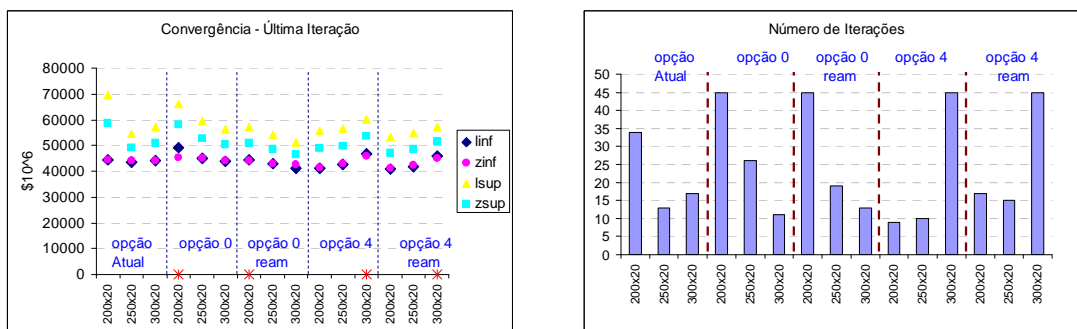 Convergência - Última Iteração
80000
70000
60000
50000
40000
30000
20000
10000
0
$10^6
opção Atual
opção 0
opção 0 ream
opção 4
opção 4 ream
200x20
250x20
300x20
200x20
250x20
300x20
200x20
250x20
300x20
200x20
250x20
300x20
200x20
250x20
300x20
linf
zinf
lsup
zsup
Número de Iterações
opção Atual
opção 0
opção 0 ream
opção 4
opção 4 ream
50
45
40
35
30
25
20
15
10
5
0
200x20
250x20
300x20
200x20
250x20
300x20
200x20
250x20
300x20
200x20
250x20
300x20
200x20
250x20
300x20